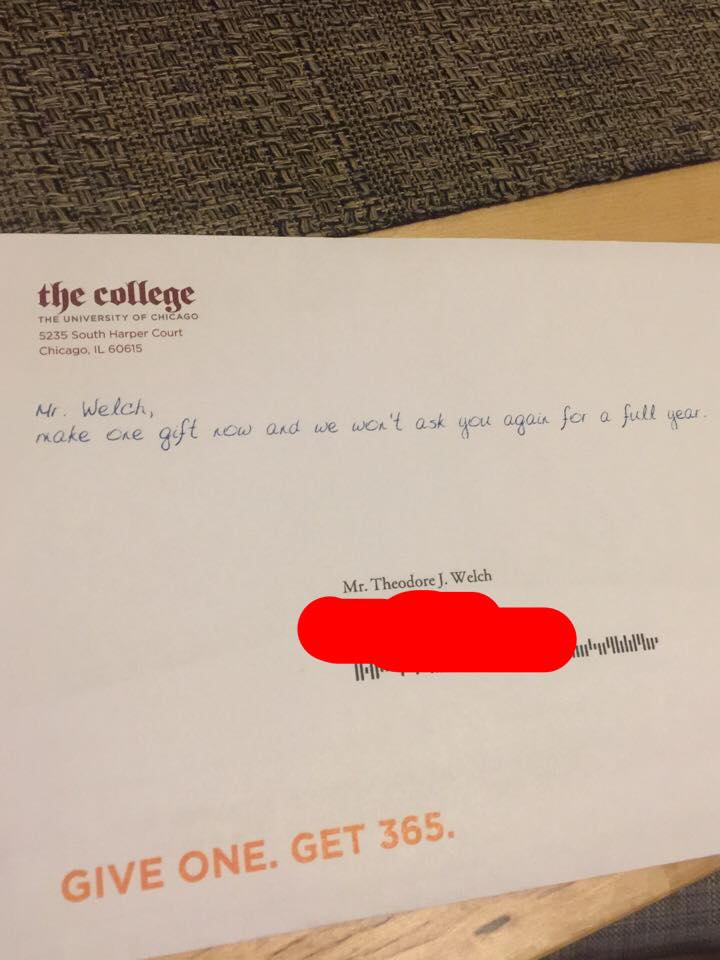 the college
THE UNIVERSITY OF CHICAGO
5235 South Harper Court
Chicago, IL 60615
Mr. Welch,
make one gift now and we won't ask you again for a full year.
Mr. Theodore J. Welch
GIVE ONE. GET 365.